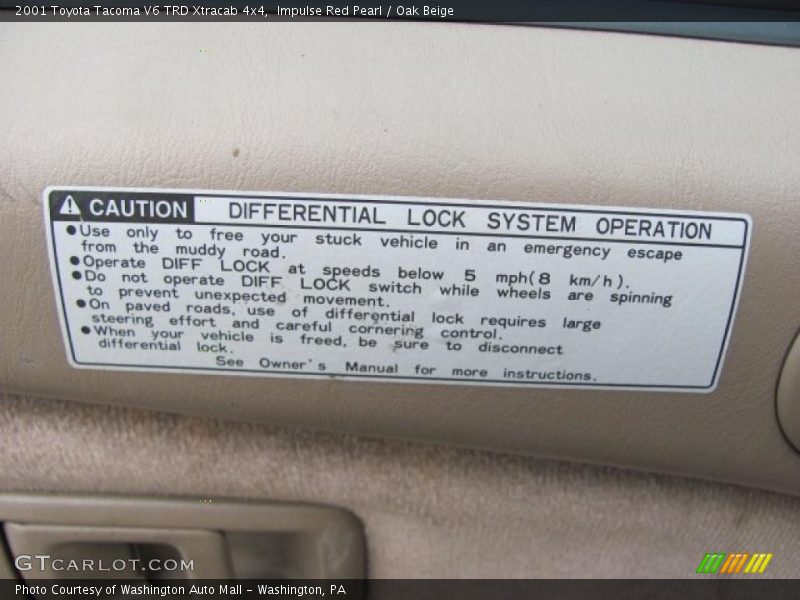 2001 Toyota Tacoma V6 TRD Xtracab 4x4, Impulse Red Pearl / Oak Beige
CAUTION DIFFERENTIAL LOCK SYSTEM OPERATION
●Use only to free your stuck vehicle in an emergency escape
from the muddy road.
●Operate DIFF LOCK at speeds below 5 mph(8 km/h).
●Do not operate DIFF LOCK switch while wheels are spinning
to prevent unexpected movement.
●On paved roads, use of differential lock requires large
steering effort and careful cornering control.
●When your vehicle is freed, be sure to disconnect
differential lock.
See Owner's Manual for more instructions.
GTCARLOT.COM
Photo Courtesy of Washington Auto Mall - Washington, PA